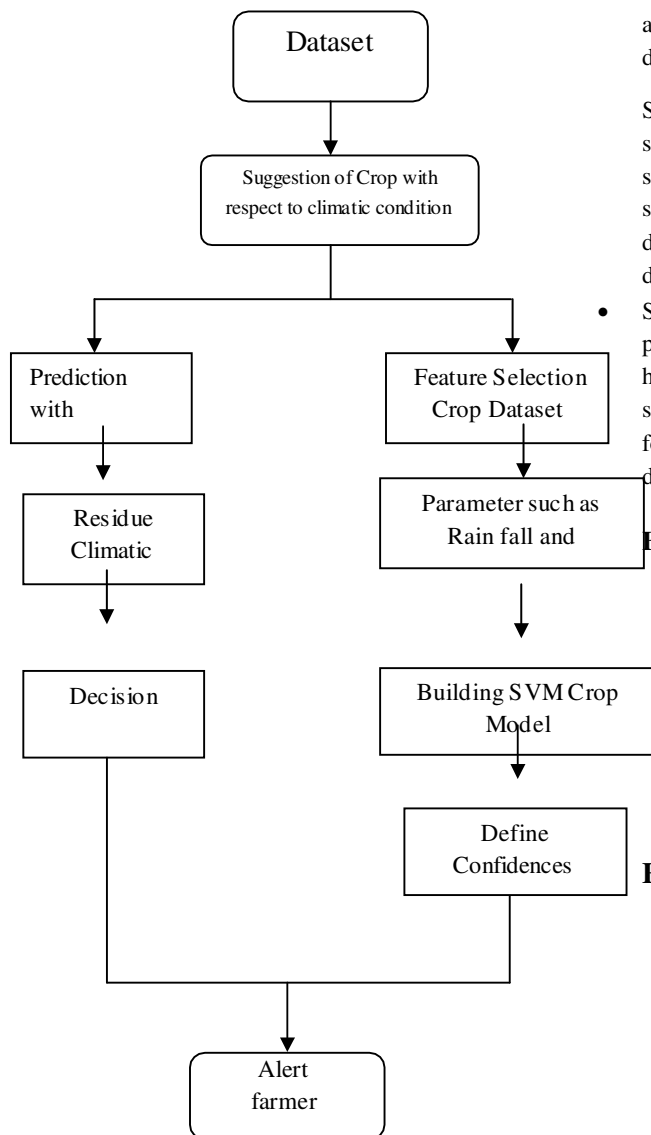 Dataset
Suggestion of Crop with
respect to climatic condition
Prediction
with
Feature Selection
Crop Dataset
Residue
Climatic
Parameter such as
Rain fall and
Decision
Building SVM Crop
Model
Define
Confidences
Alert
farmer